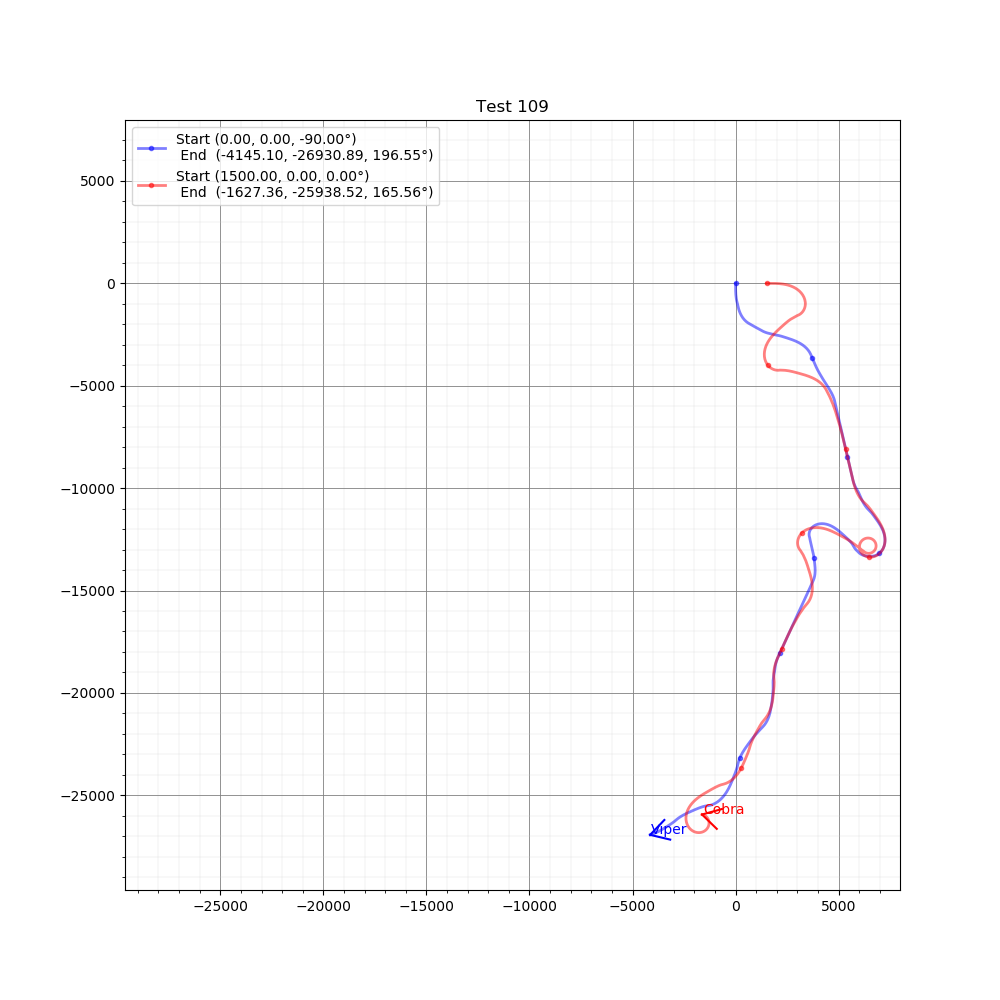 Test 109
Start (0.00, 0.00, -90.00°)
End  (-4145.10, -26930.89, 196.55°)
Start (1500.00, 0.00, 0.00°)
End  (-1627.36, -25938.52, 165.56°)
5000
0
−5000
−10000
−15000
−20000
−25000
Cobra
Viper
−25000 −20000 −15000 −10000 −5000 0 5000